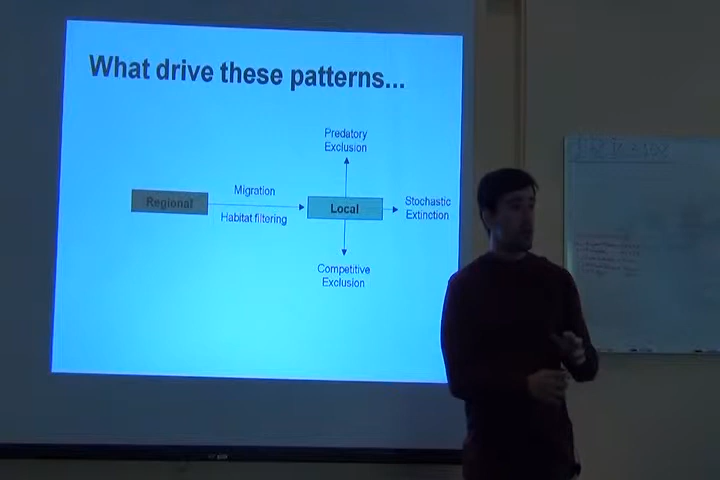 What drive these patterns...
Predatory
Exclusion
Migration
Regional
Local
Stochastic
Extinction
Habitat filtering
Competitive
Exclusion